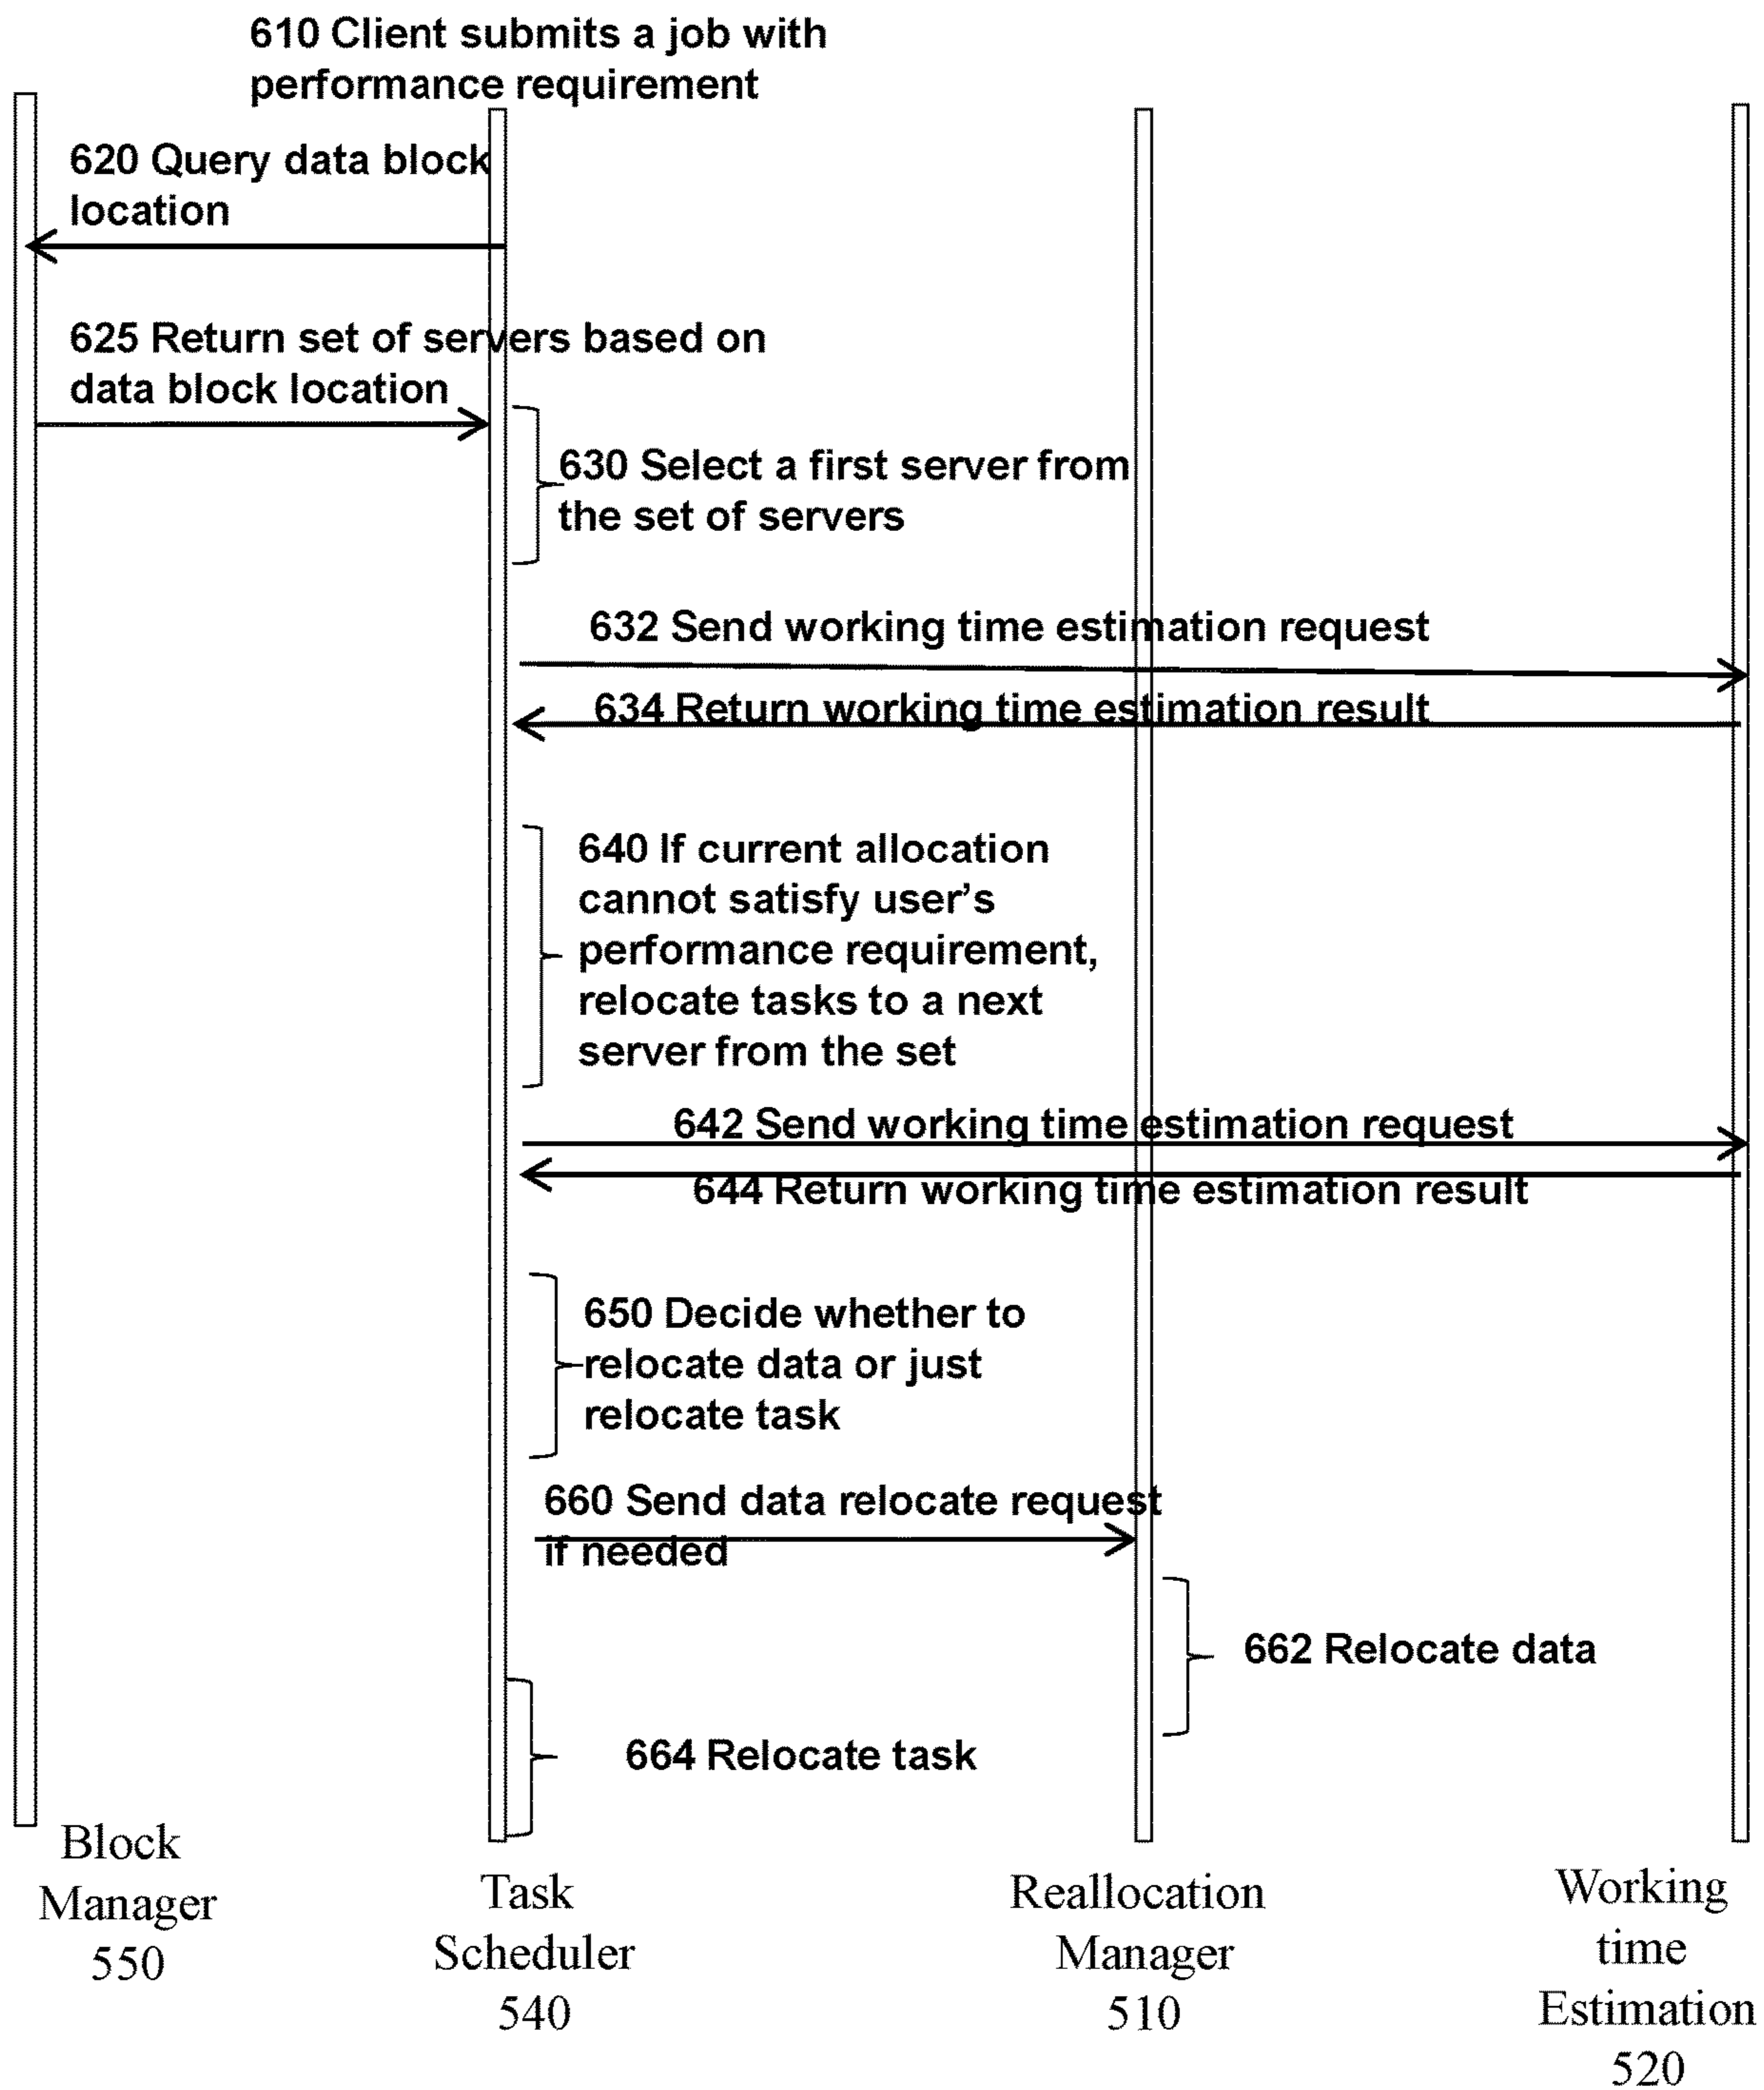 610 Client submits a job with
performance requirement
620 Query data block
location
625 Return set of servers based on
data block location
630 Select a first server from
the set of servers
632 Send working time estimation request
634 Return working time estimation result
640 If current allocation
cannot satisfy user's
performance requirement,
relocate tasks to a next
server from the set
642 Send working time estimation request
644 Return working time estimation result
650 Decide whether to
relocate data or just
relocate task
660 Send data relocate request
if needed
662 Relocate data
664 Relocate task
Block
Manager
550
Task
Scheduler
540
Reallocation
Manager
510
Working
time
Estimation
520